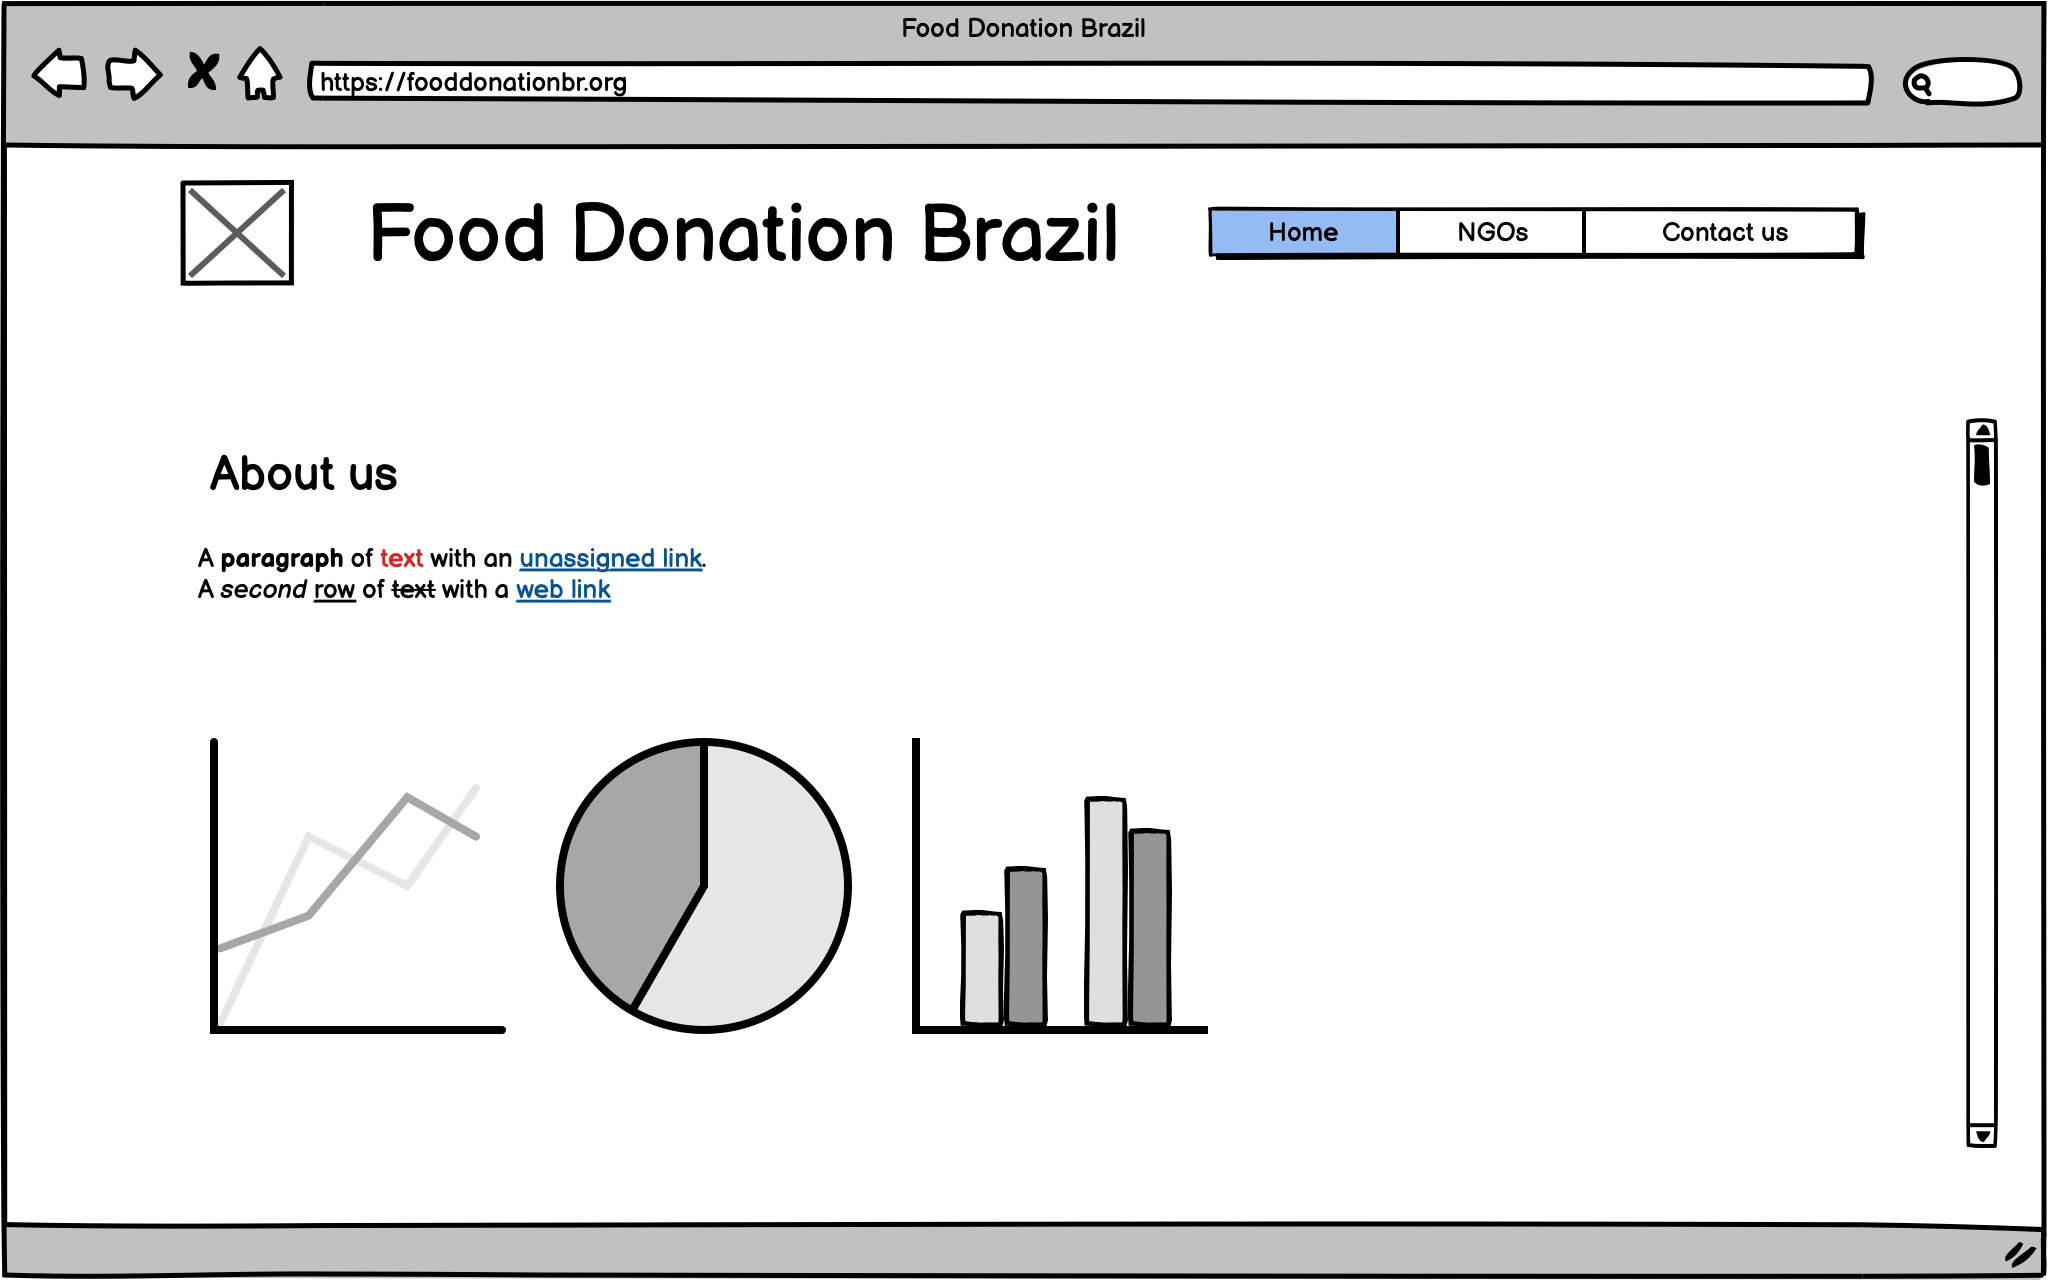 Food Donation Brazil
https://fooddonationbr.org
Food Donation Brazil
Home NGOs Contact us
About us
A paragraph of text with an unassigned link.
A second row of text with a web link